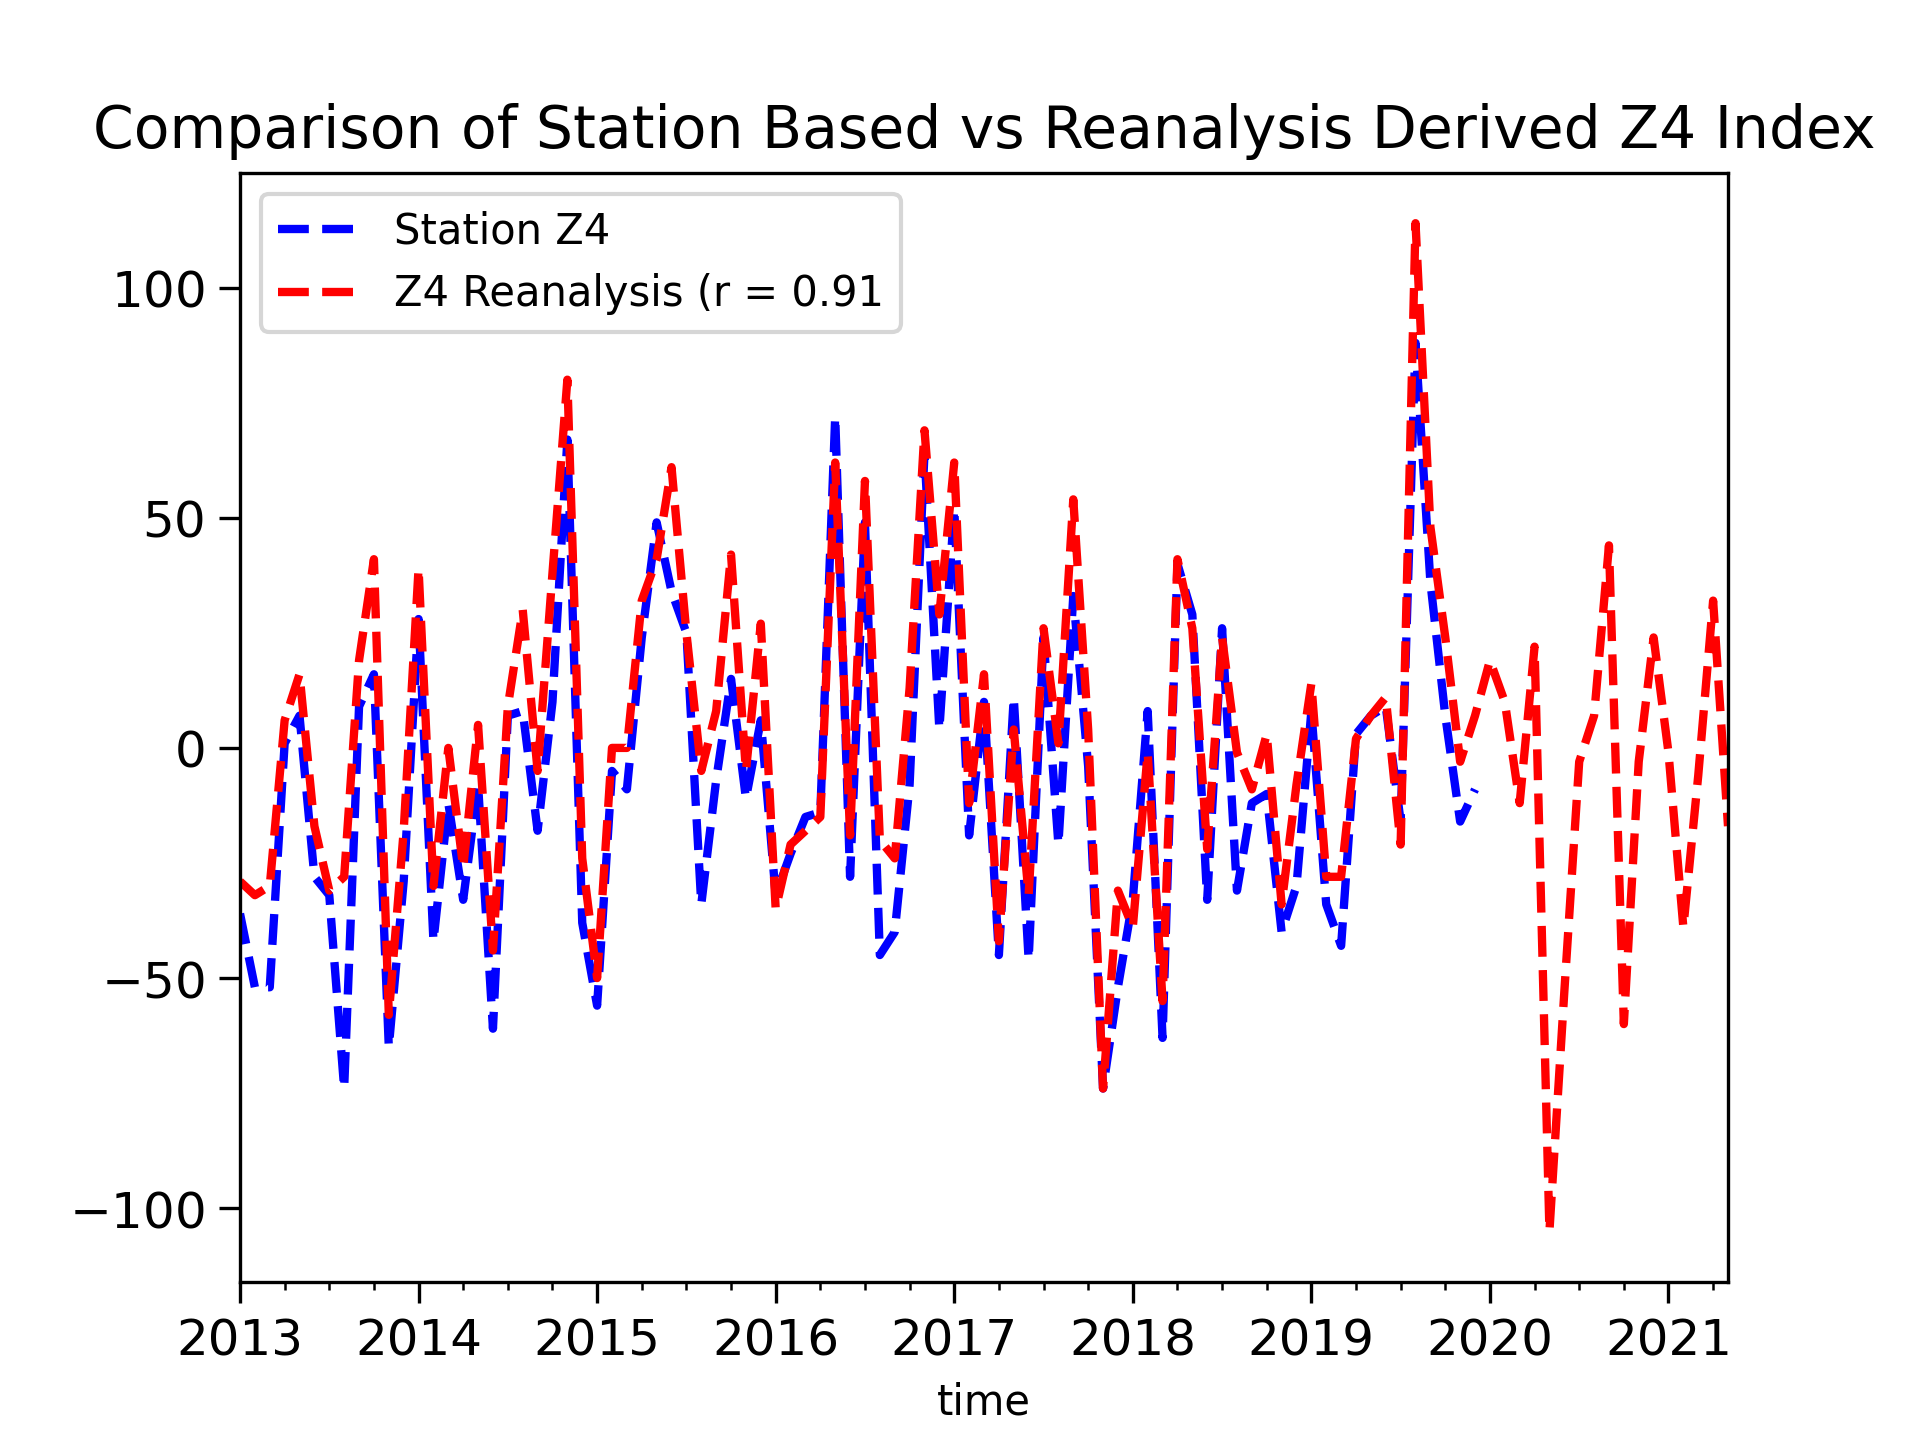 Comparison of Station Based vs Reanalysis Derived Z4 Index
Station Z4
Z4 Reanalysis (r = 0.91
100
50
0
−50
−100
2013 2014 2015 2016 2017 2018 2019 2020 2021
time